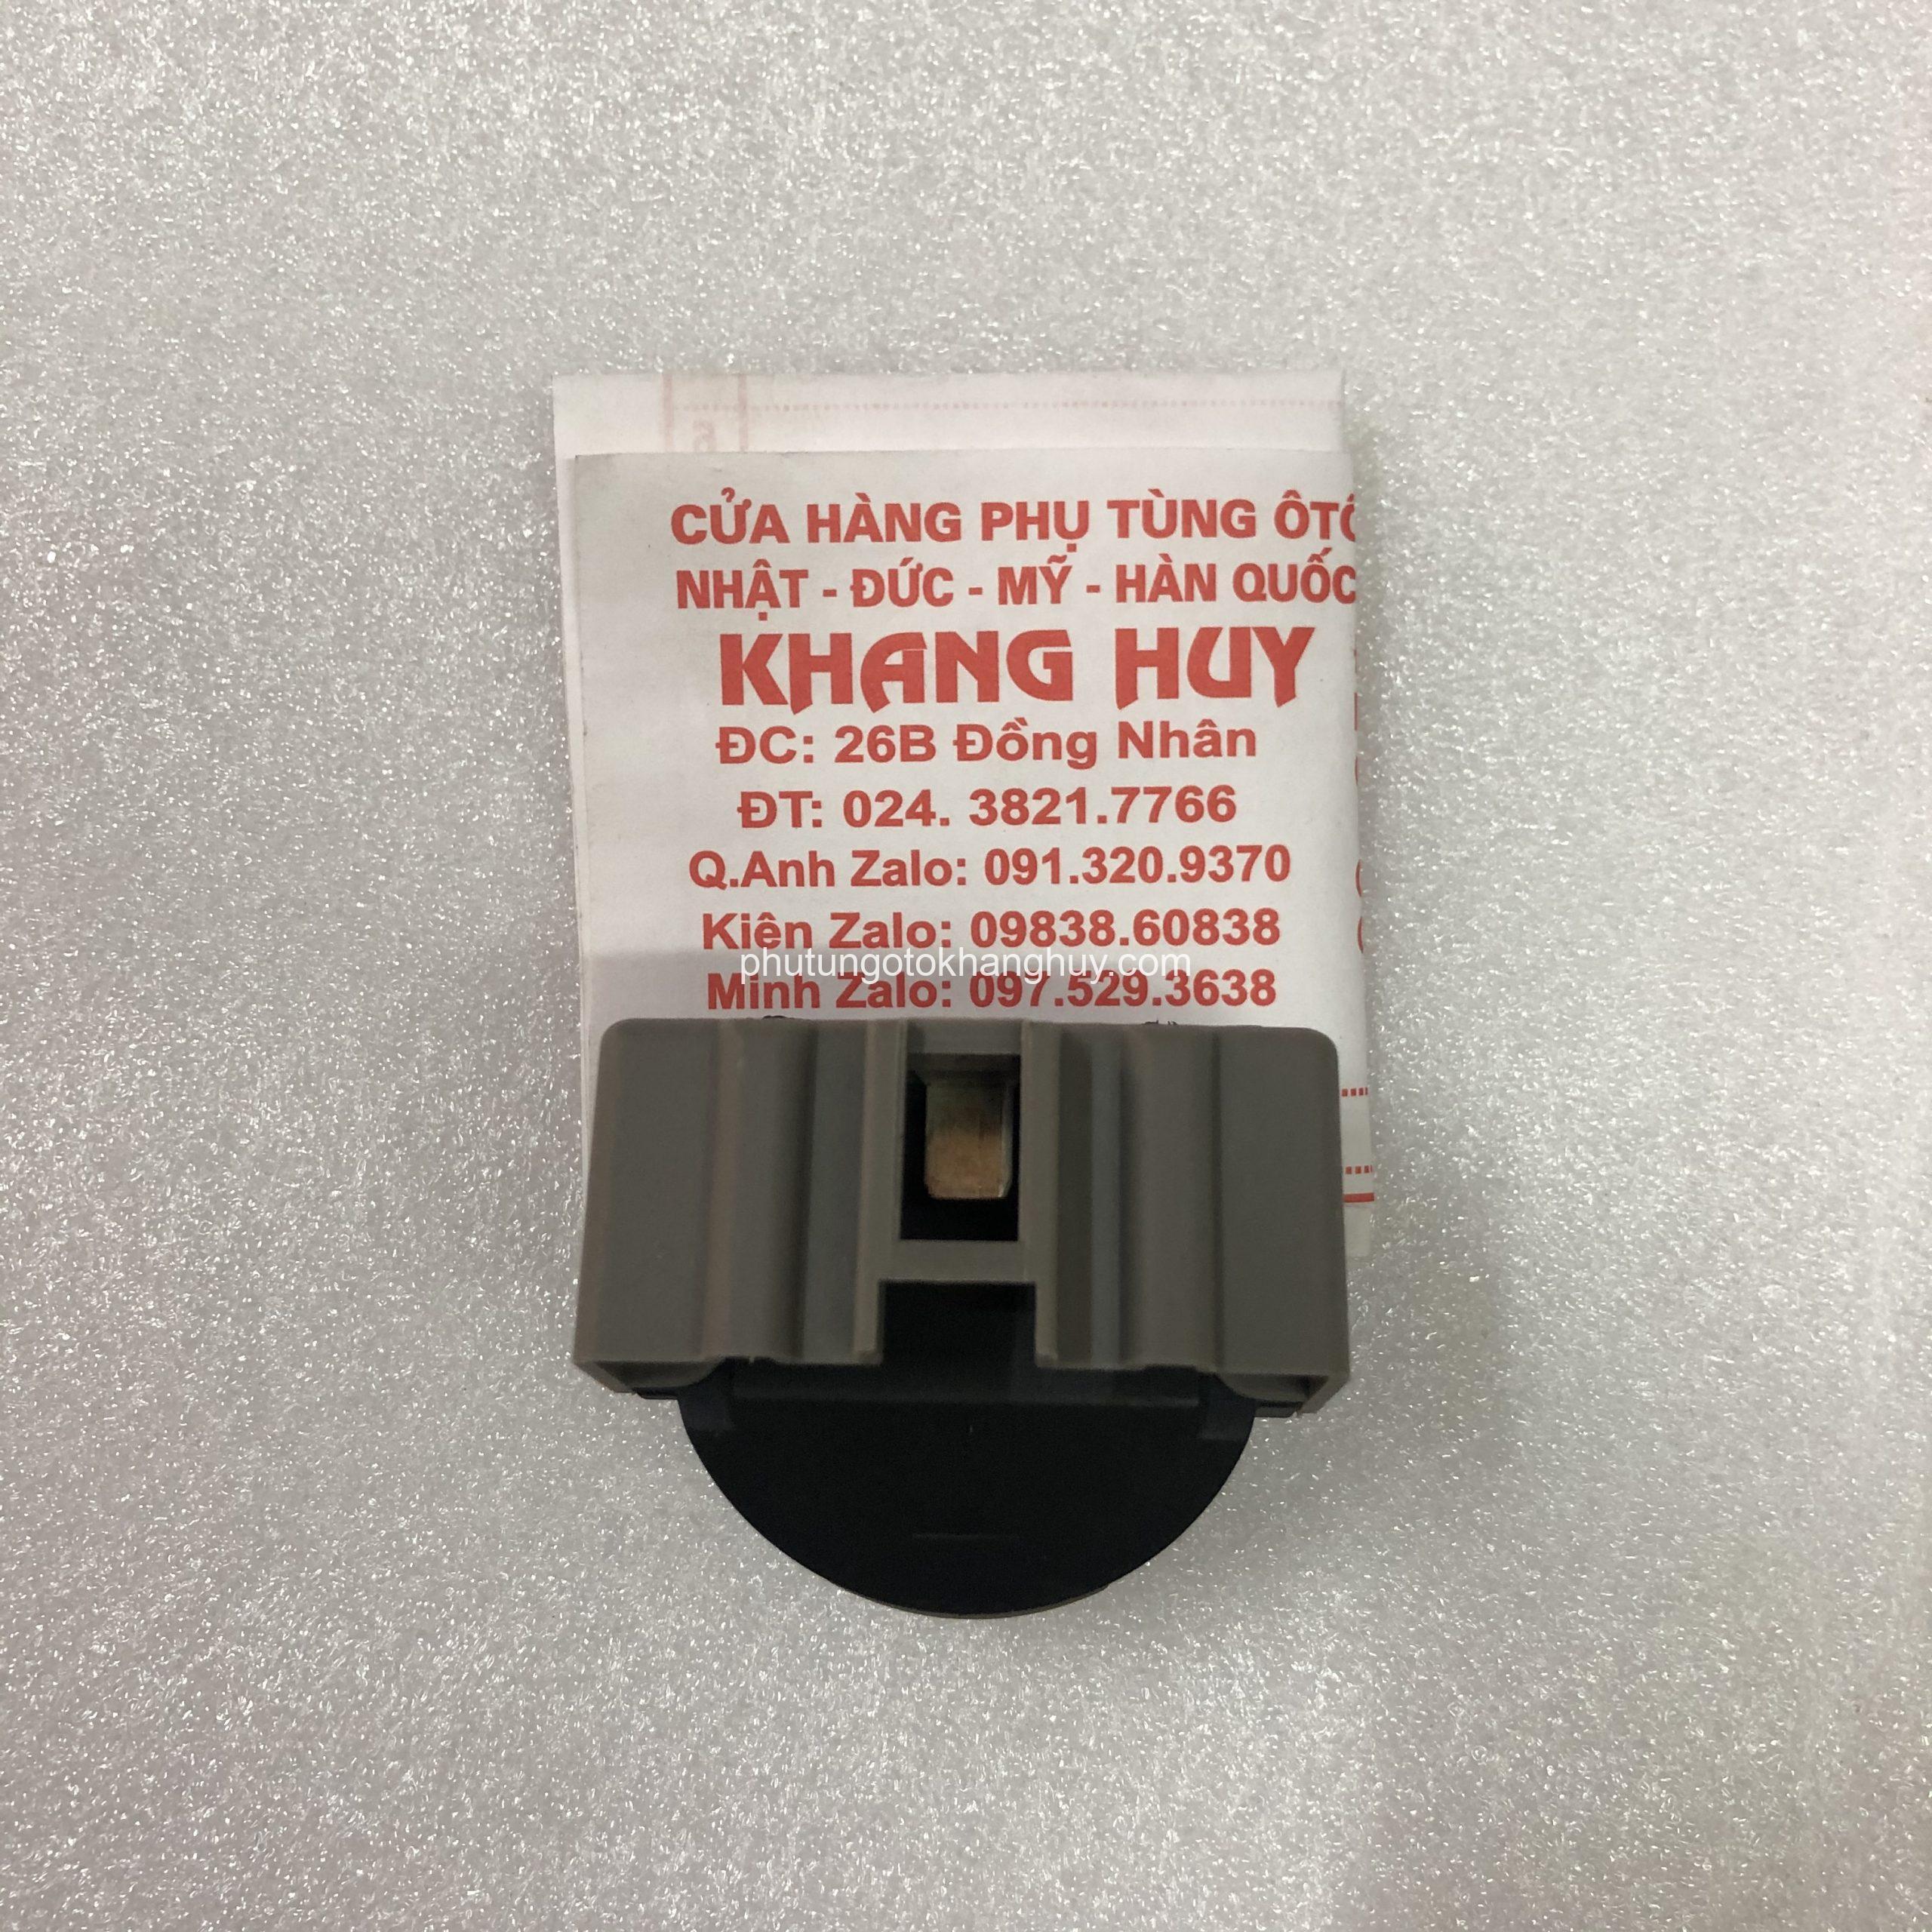 CỬA HÀNG PHỤ TÙNG ÔTÔ
NHẬT - ĐỨC - MỸ - HÀN QUỐC
KHANG HUY
ĐC: 26B Đồng Nhân
ĐT: 024. 3821.7766
Q.Anh Zalo: 091.320.9370
Kiên Zalo: 09838.60838
phutungotokhanghuy.com
Minh Zalo: 097.529.3638